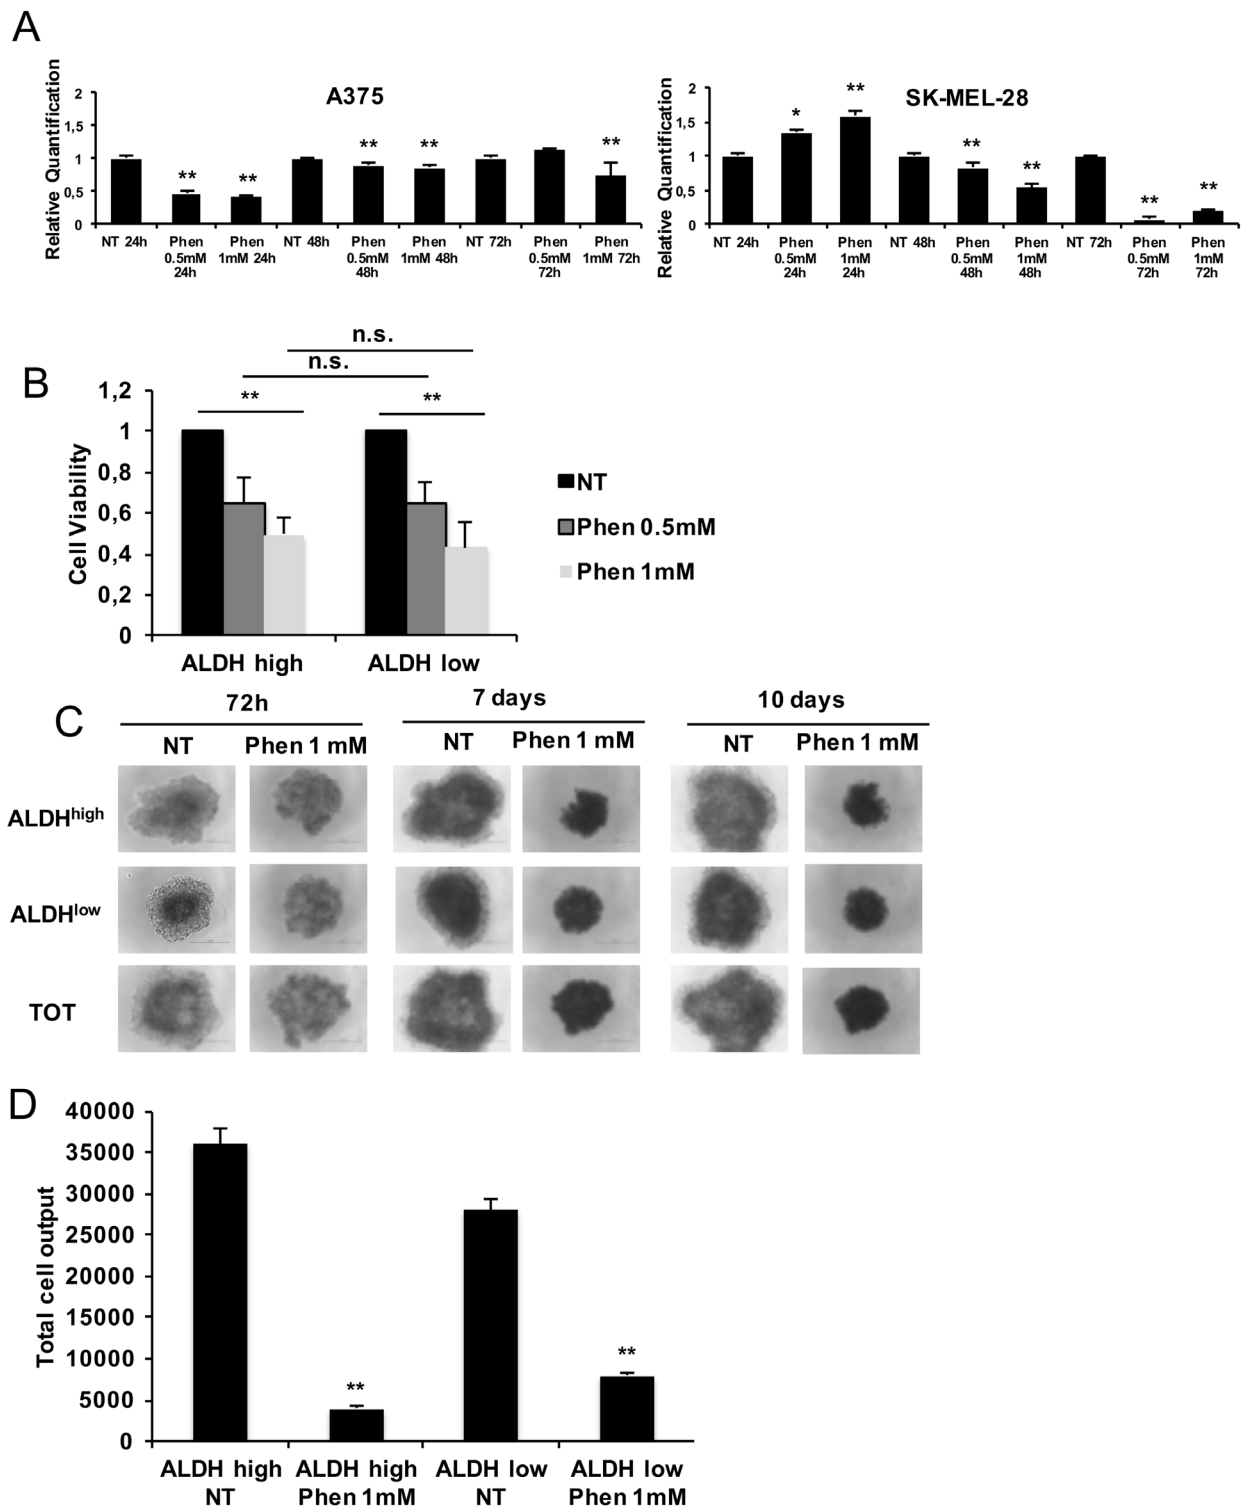 A
A375
Relative Quantification
2
1,5
1
0,5
0
**
**
**
**
**
NT 24h
Phen 0.5mM 24h
Phen 1mM 24h
NT 48h
Phen 0.5mM 48h
Phen 1mM 48h
NT 72h
Phen 0.5mM 72h
Phen 1mM 72h
SK-MEL-28
Relative Quantification
2
1,5
1
0,5
0
*
**
**
**
**
**
NT 24h
Phen 0.5mM 24h
Phen 1mM 24h
NT 48h
Phen 0.5mM 48h
Phen 1mM 48h
NT 72h
Phen 0.5mM 72h
Phen 1mM 72h
B
n.s.
n.s.
**
**
Cell Viability
1,2
1
0,8
0,6
0,4
0,2
0
ALDH high
ALDH low
NT
Phen 0.5mM
Phen 1mM
C
72h
7 days
10 days
NT
Phen 1 mM
NT
Phen 1 mM
NT
Phen 1 mM
ALDHhigh
ALDHlow
TOT
D
Total cell output
40000
35000
30000
25000
20000
15000
10000
5000
0
**
**
ALDH high NT
ALDH high Phen 1mM
ALDH low NT
ALDH low Phen 1mM